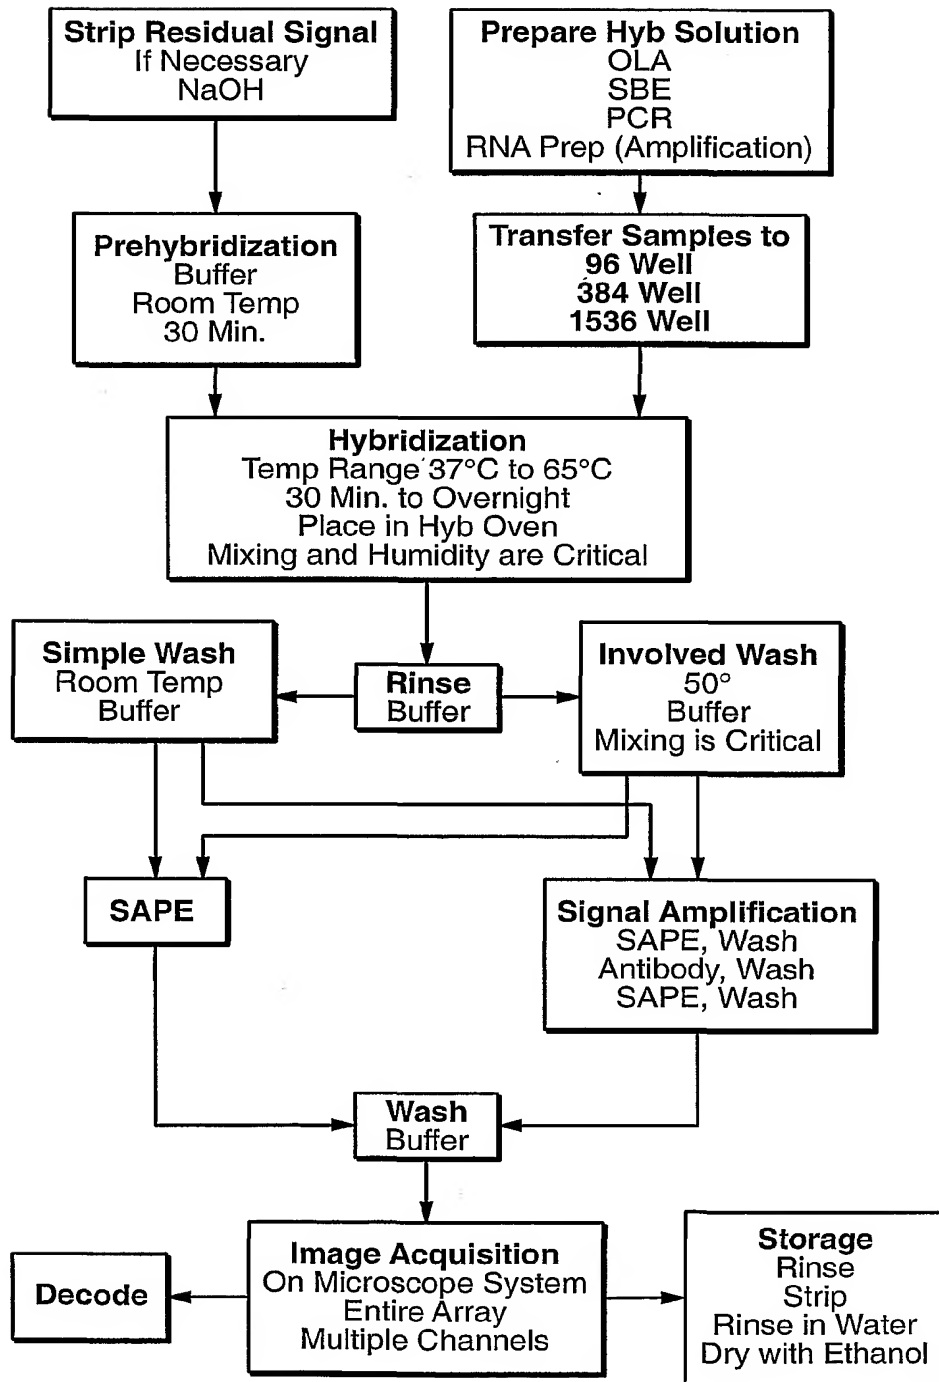 Strip Residual Signal
If Necessary
NaOH
Prepare Hyb Solution
OLA
SBE
PCR
RNA Prep (Amplification)
Prehybridization
Buffer
Room Temp
30 Min.
Transfer Samples to
96 Well
384 Well
1536 Well
Hybridization
Temp Range 37°C to 65°C
30 Min. to Overnight
Place in Hyb Oven
Mixing and Humidity are Critical
Simple Wash
Room Temp
Buffer
Rinse
Buffer
Involved Wash
50°
Buffer
Mixing is Critical
SAPE
Signal Amplification
SAPE, Wash
Antibody, Wash
SAPE, Wash
Wash
Buffer
Decode
Image Acquisition
On Microscope System
Entire Array
Multiple Channels
Storage
Rinse
Strip
Rinse in Water
Dry with Ethanol